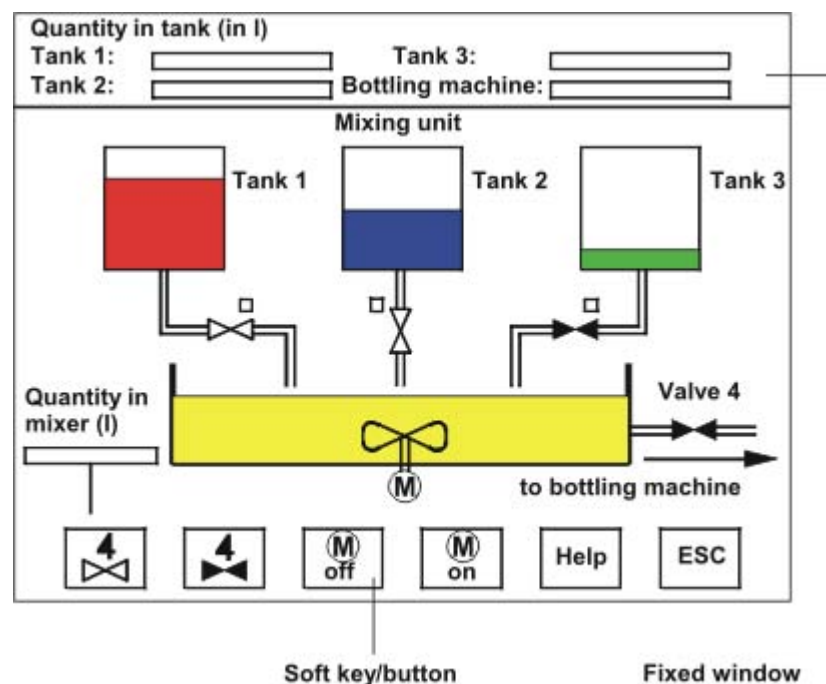 Quantity in tank (in l)
Tank 1:
Tank 3:
Tank 2:
Bottling machine:
Mixing unit
Tank 1
Tank 2
Tank 3
Quantity in
mixer (l)
Valve 4
M
to bottling machine
4
4
M
off
M
on
Help
ESC
Soft key/button
Fixed window